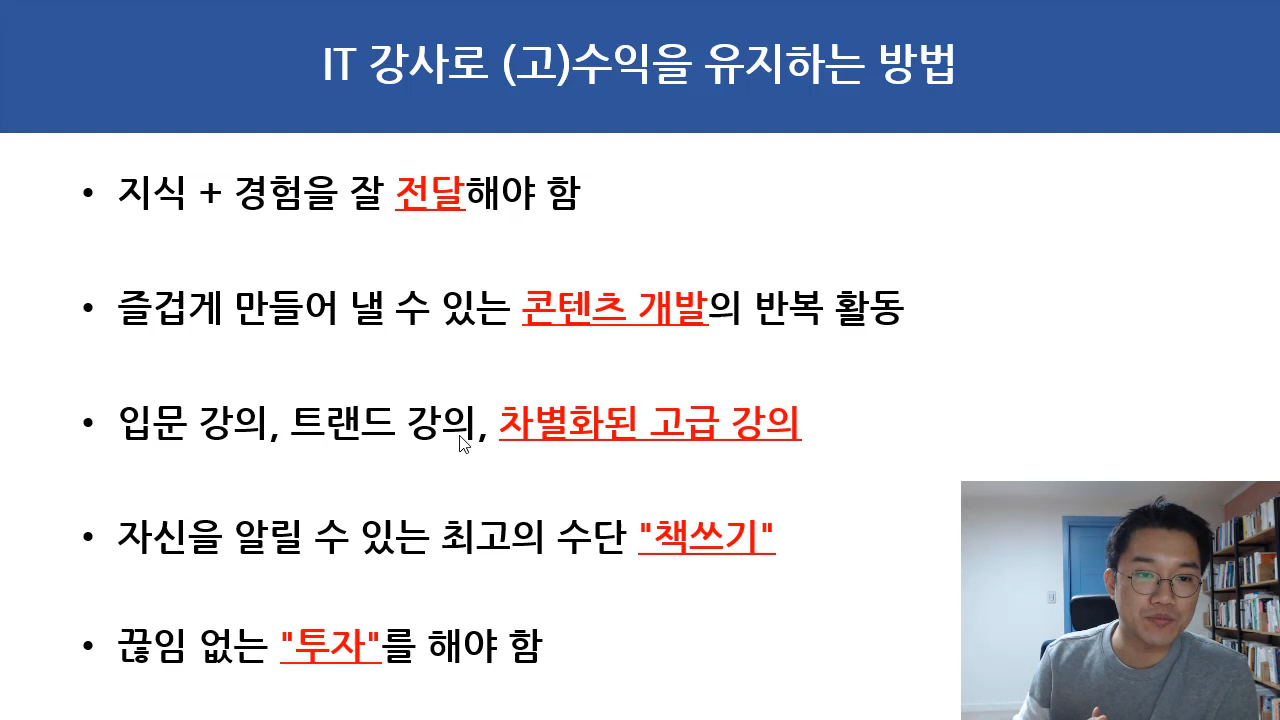 IT 강사로 (고)수익을 유지하는 방법
• 지식 + 경험을 잘 전달해야 함
• 즐겁게 만들어 낼 수 있는 콘텐츠 개발의 반복 활동
• 입문 강의, 트랜드 강의, 차별화된 고급 강의
• 자신을 알릴 수 있는 최고의 수단 "책쓰기"
• 끊임 없는 "투자"를 해야 함